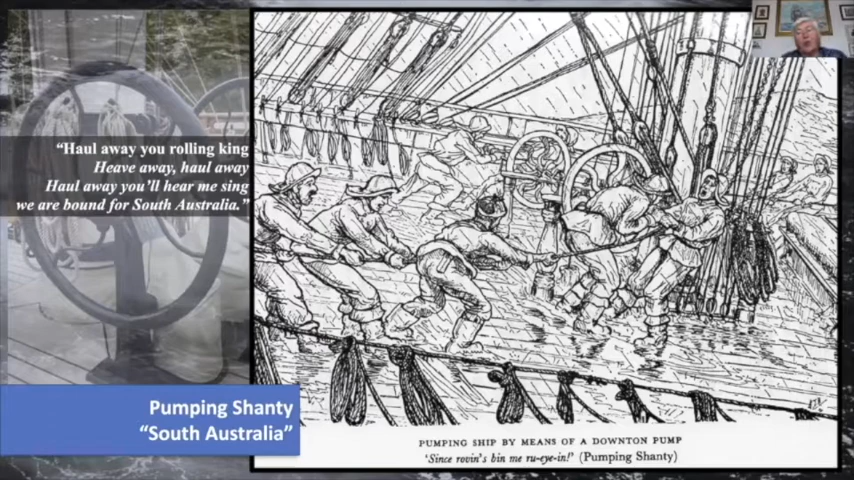 “Haul away you rolling king
Heave away, haul away
Haul away you’ll hear me sing
we are bound for South Australia.”
Pumping Shanty
“South Australia”
PUMPING SHIP BY MEANS OF A DOWNTON PUMP
‘Since rovin’s bin me ru-eye-in!’ (Pumping Shanty)